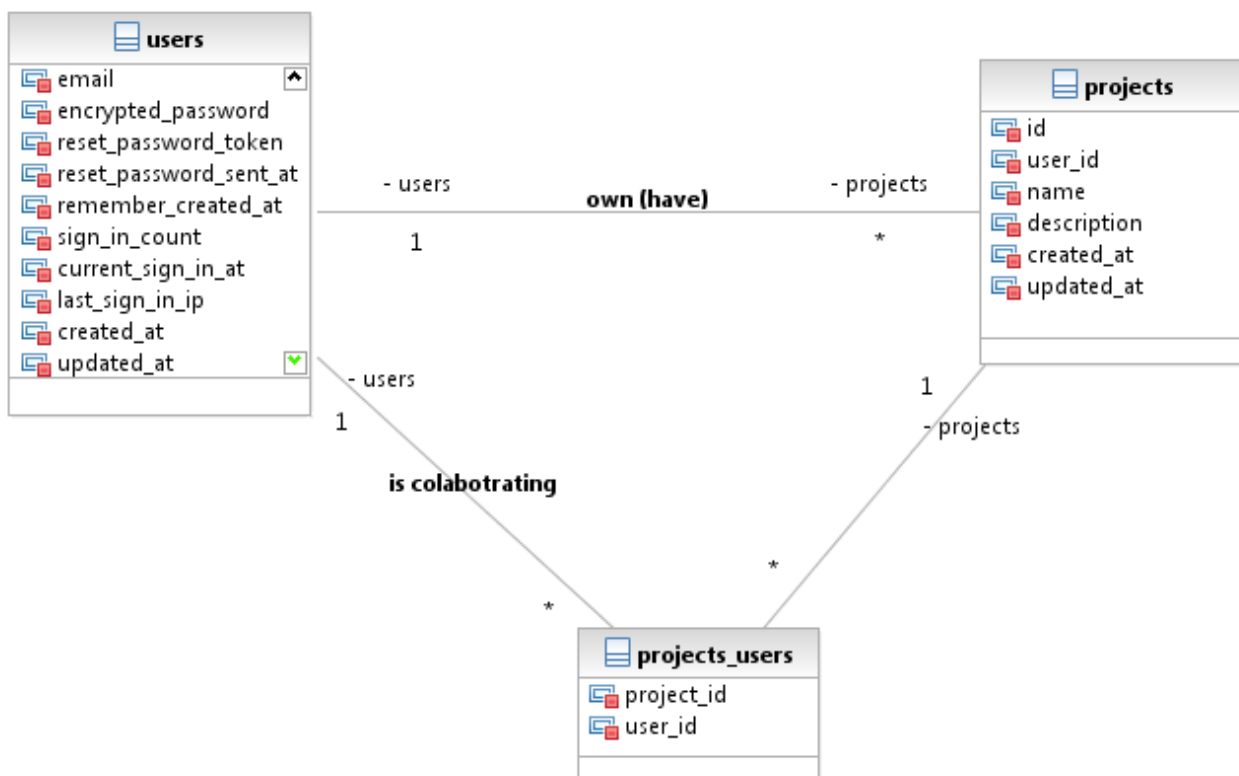 users
email
encrypted_password
reset_password_token
reset_password_sent_at
remember_created_at
sign_in_count
current_sign_in_at
last_sign_in_ip
created_at
updated_at
- users
own (have)
- projects
1
*
projects
id
user_id
name
description
created_at
updated_at
- users
1
is colabotrating
*
1
- projects
*
projects_users
project_id
user_id